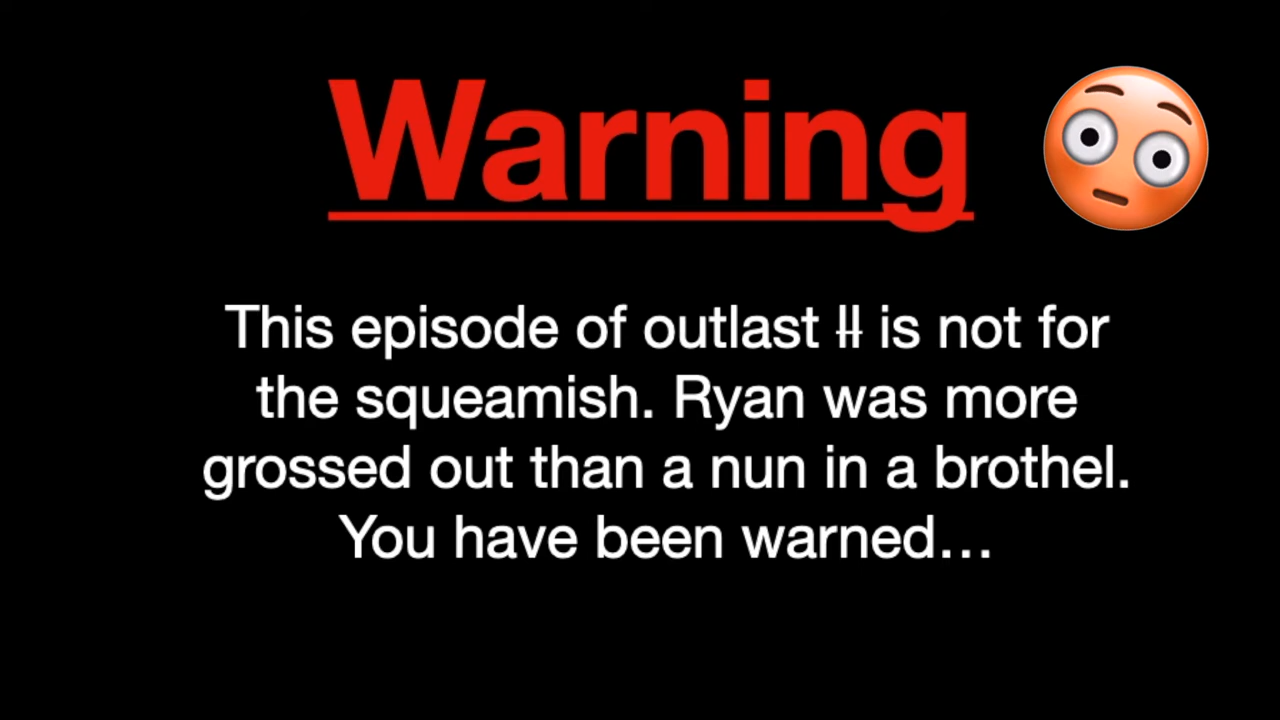 Warning
This episode of outlast ll is not for
the squeamish. Ryan was more
grossed out than a nun in a brothel.
You have been warned…